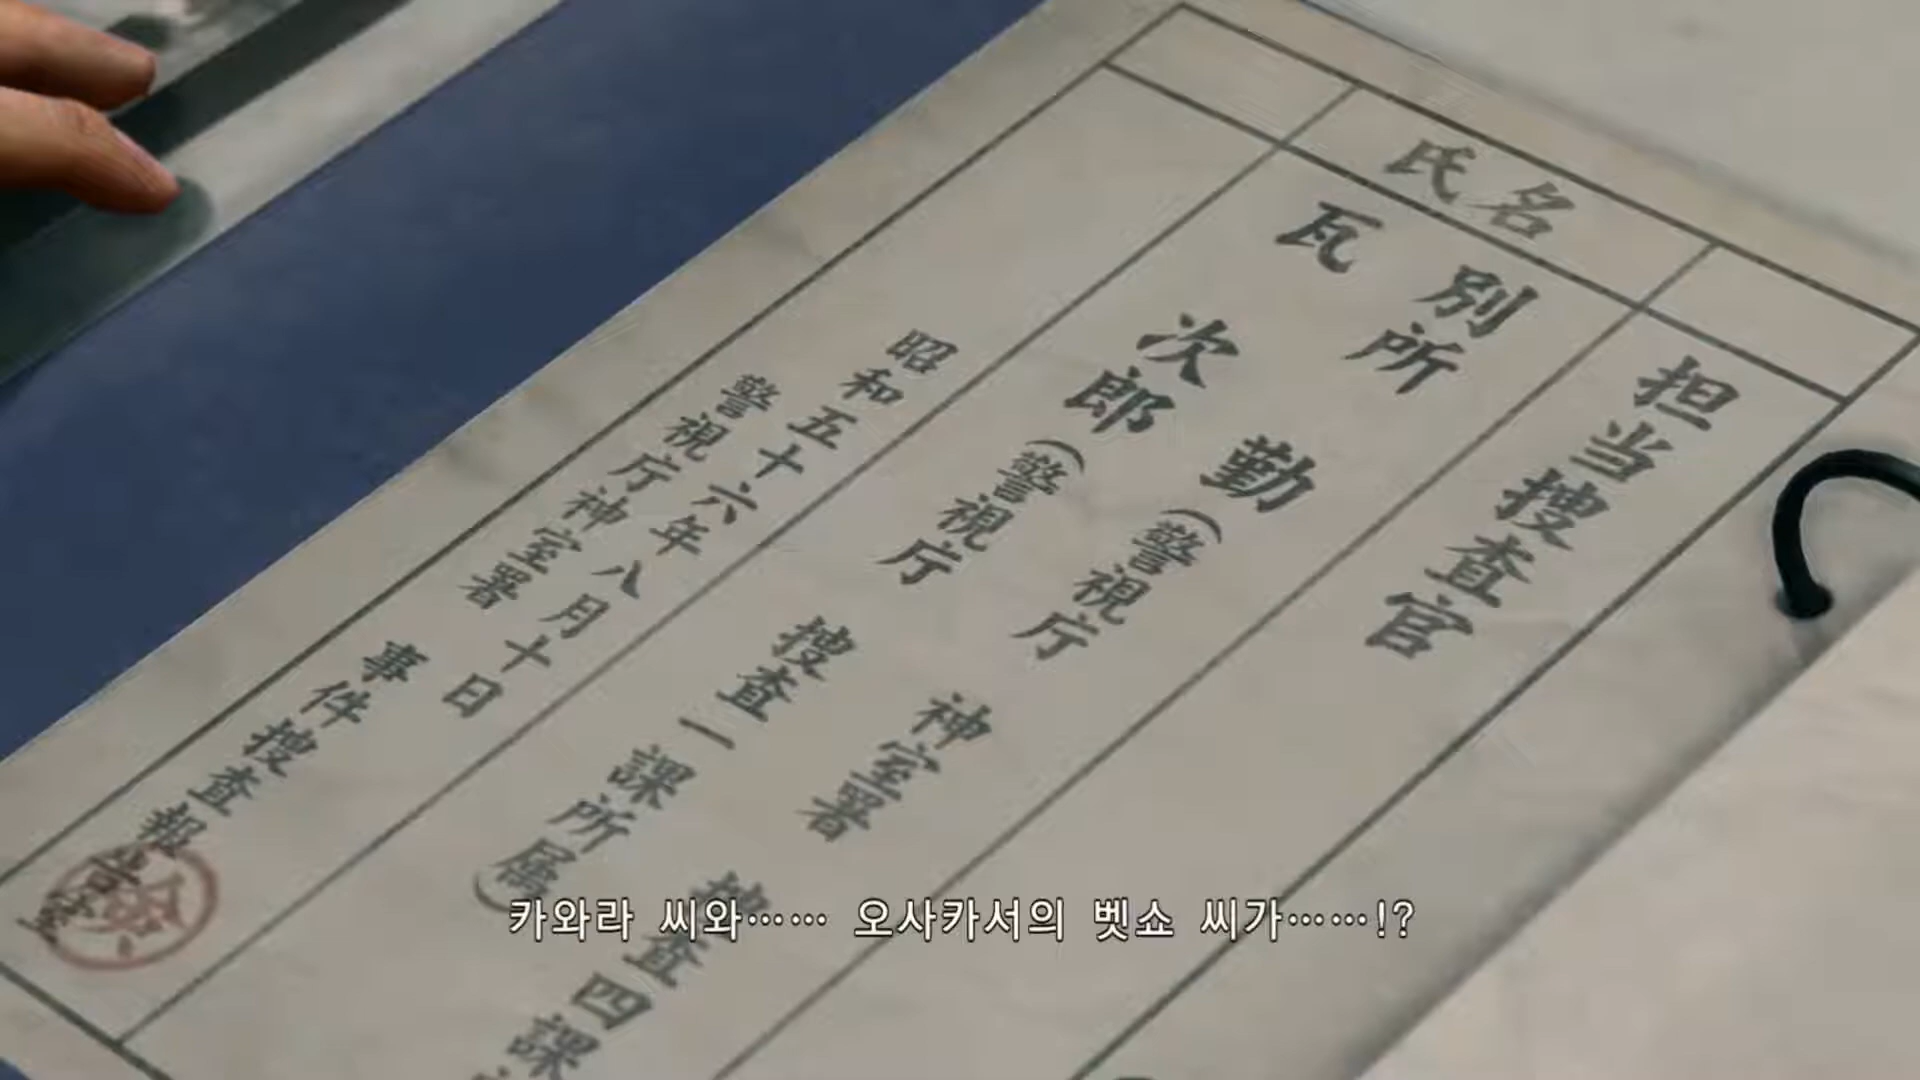 氏名
担当捜査官
別所 勤 (警視庁 神室署 捜査四課
瓦 次郎 (警視庁 捜査一課所属)
昭和五十六年八月十日
警視庁神室署 事件捜査報告
카와라 씨와…… 오사카서의 벳쇼 씨가……!?